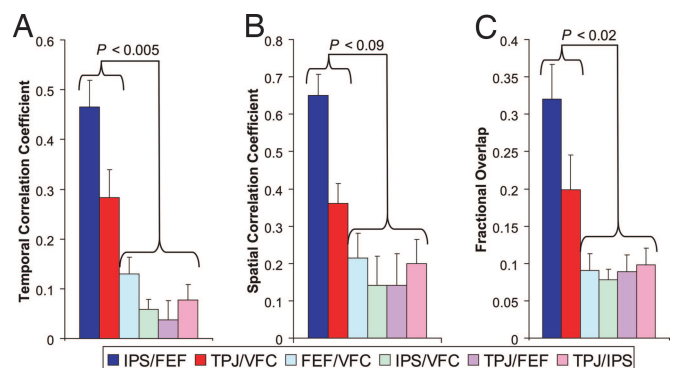 A
B
C
P < 0.005
P < 0.09
P < 0.02
Temporal Correlation Coefficient
0.6
0.5
0.4
0.3
0.2
0.1
0
Spatial Correlation Coefficient
0.8
0.7
0.6
0.5
0.4
0.3
0.2
0.1
0
Fractional Overlap
0.4
0.35
0.3
0.25
0.2
0.15
0.1
0.05
0
IPS/FEF TPJ/VFC FEF/VFC IPS/VFC TPJ/FEF TPJ/IPS